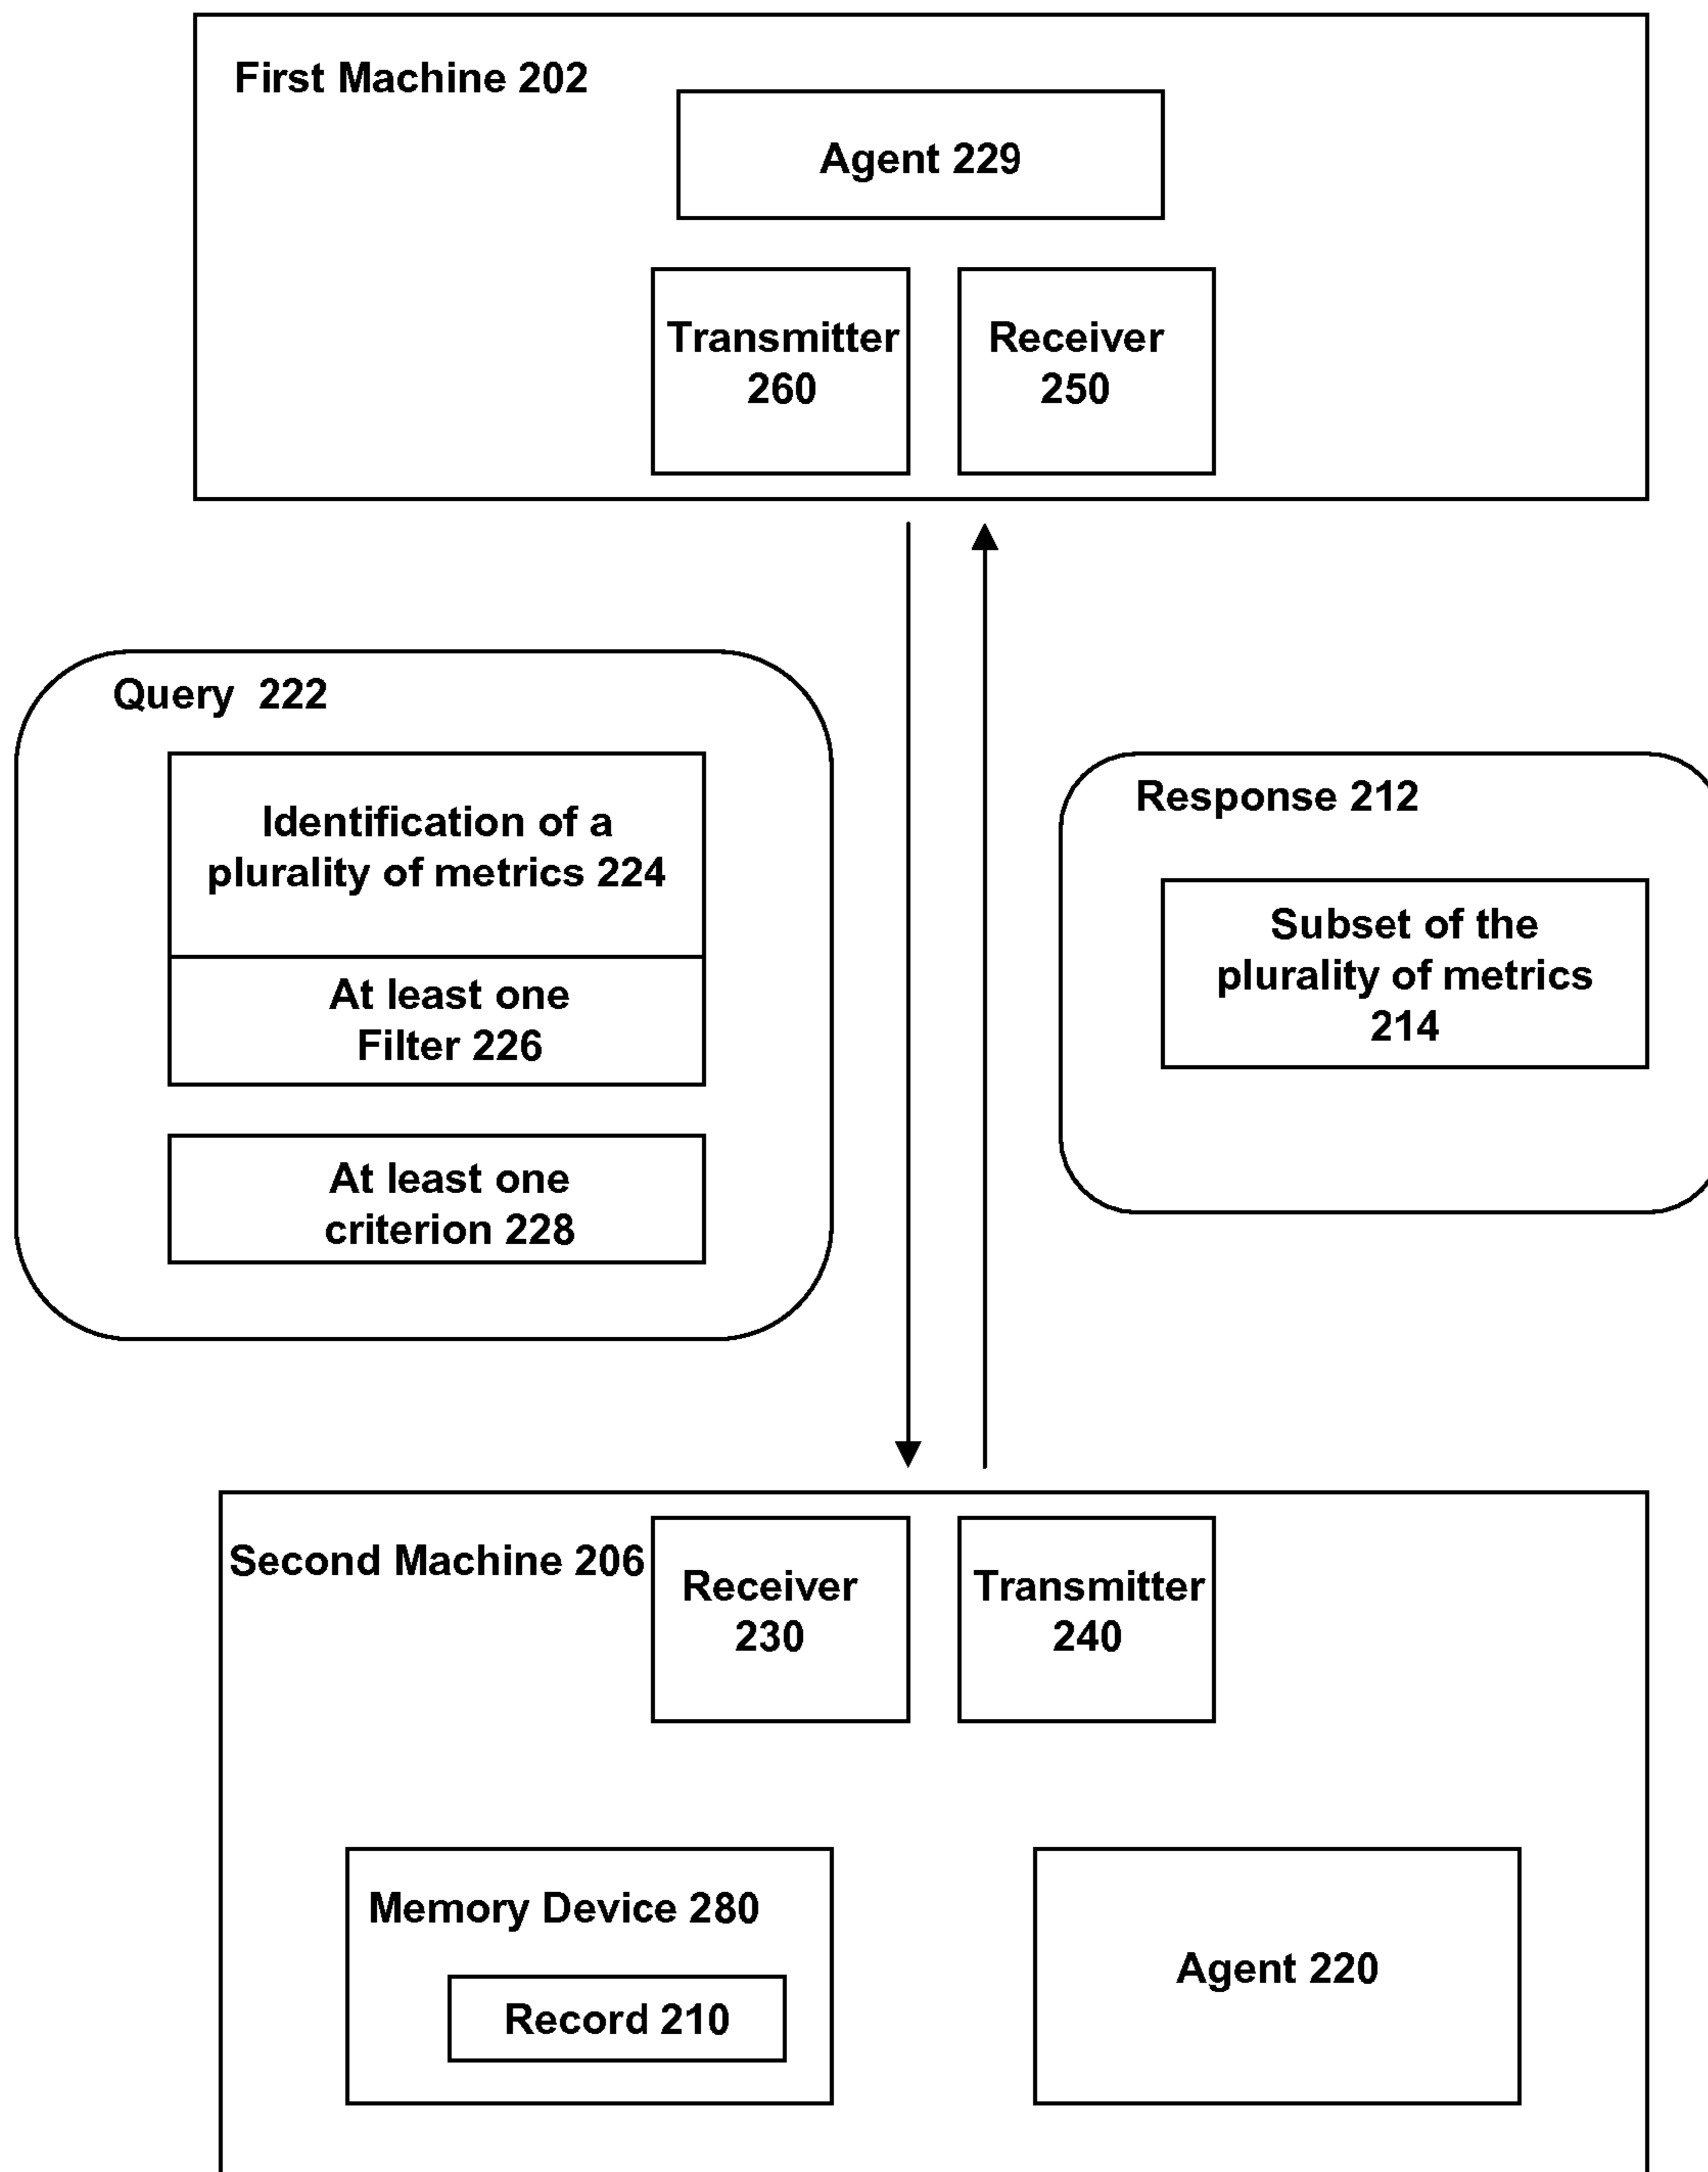 First Machine 202
Agent 229
Transmitter
260
Receiver
250
Query 222
Identification of a
plurality of metrics 224
At least one
Filter 226
At least one
criterion 228
Response 212
Subset of the
plurality of metrics
214
Second Machine 206
Receiver
230
Transmitter
240
Memory Device 280
Record 210
Agent 220